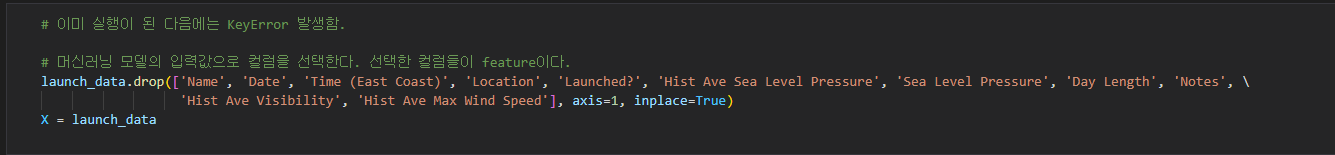 # 이미 실행이 된 다음에는 KeyError 발생함.
# 머신러닝 모델의 입력값으로 컬럼을 선택한다. 선택한 컬럼들이 feature이다.
launch_data.drop(['Name', 'Date', 'Time (East Coast)', 'Location', 'Launched?', 'Hist Ave Sea Level Pressure', 'Sea Level Pressure', 'Day Length', 'Notes', \
'Hist Ave Visibility', 'Hist Ave Max Wind Speed'], axis=1, inplace=True)
X = launch_data